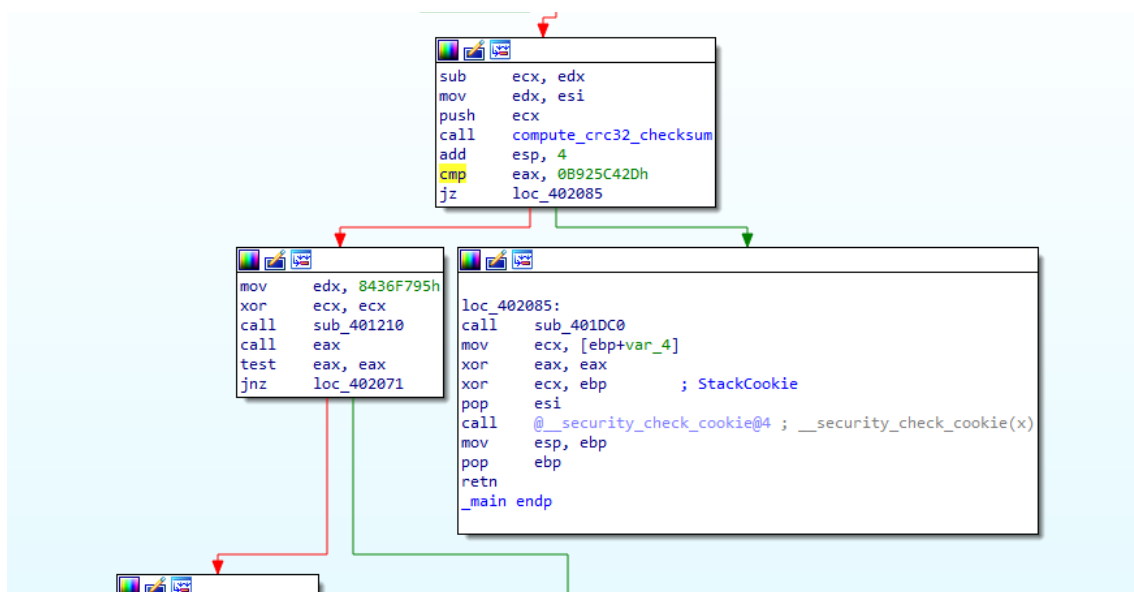 sub ecx, edx
mov edx, esi
push ecx
call compute_crc32_checksum
add esp, 4
cmp eax, 0B925C42Dh
jz loc_402085
mov edx, 8436F795h
xor ecx, ecx
call sub_401210
call eax
test eax, eax
jnz loc_402071
loc_402085:
call sub_401DC0
mov ecx, [ebp+var_4]
xor eax, eax
xor ecx, ebp ; StackCookie
pop esi
call @__security_check_cookie@4 ; __security_check_cookie(x)
mov esp, ebp
pop ebp
retn
_main endp